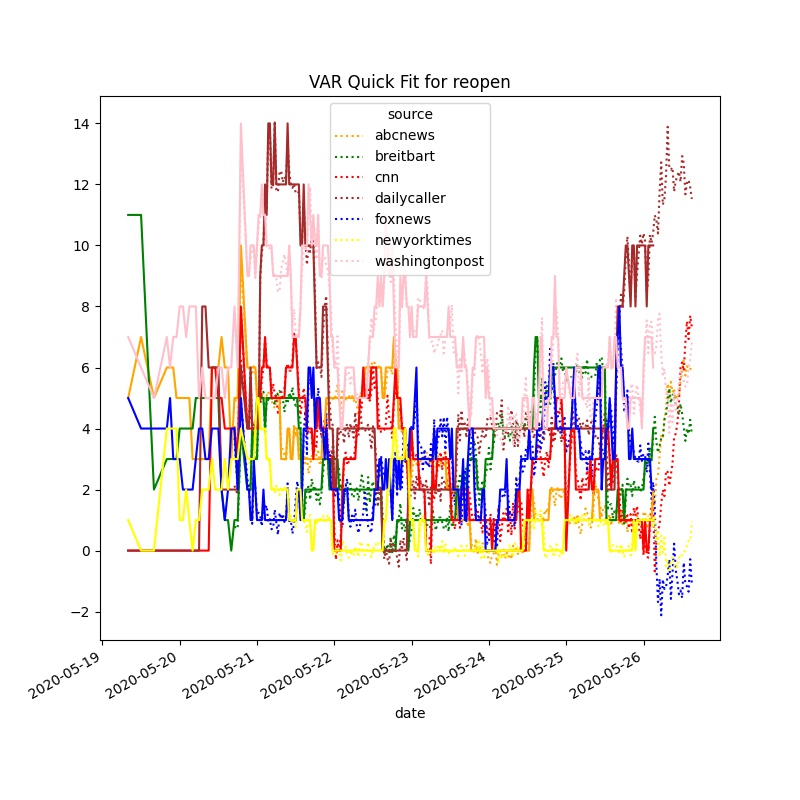 VAR Quick Fit for reopen
source
abcnews
breitbart
cnn
dailycaller
foxnews
newyorktimes
washingtonpost
14
12
10
8
6
4
2
0
−2
2020-05-19
2020-05-20
2020-05-21
2020-05-22
2020-05-23
2020-05-24
2020-05-25
2020-05-26
date